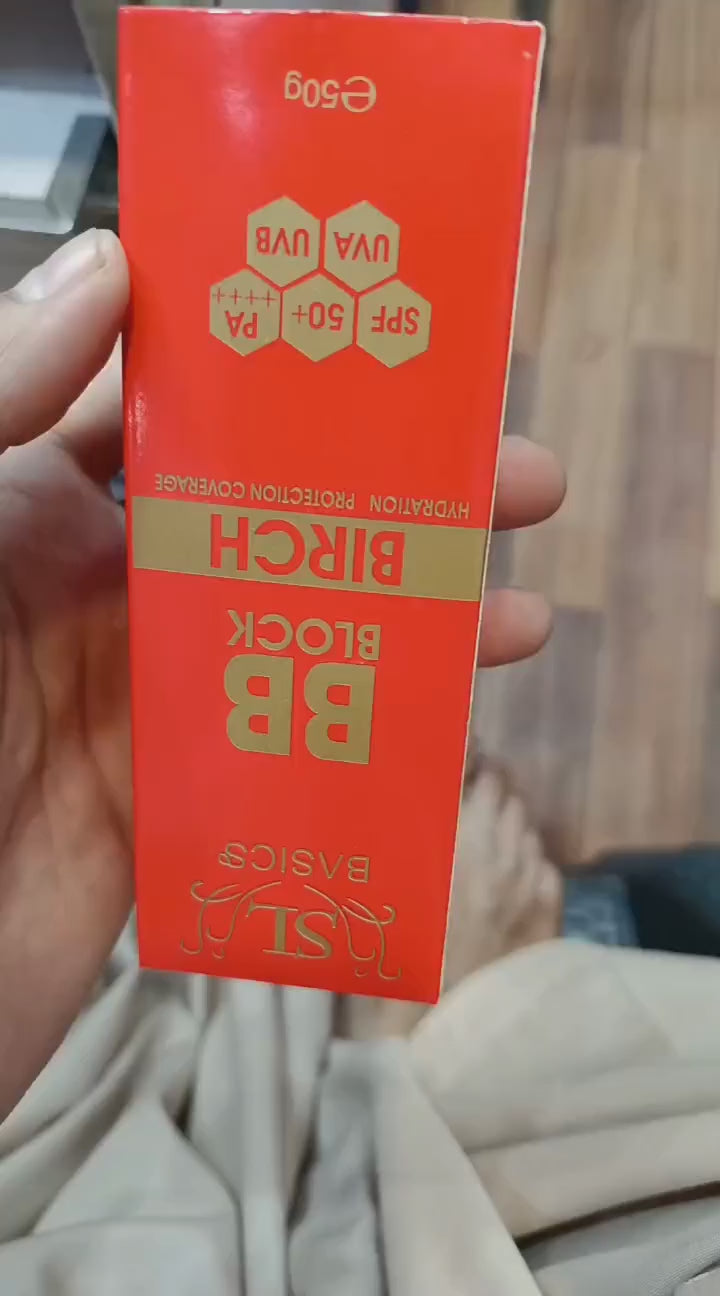 SL
BASICS
BB
BLOCK
BIRCH
HYDRATION PROTECTION COVERAGE
SPF 50+ PA ++++
UVA UVB
℮50g